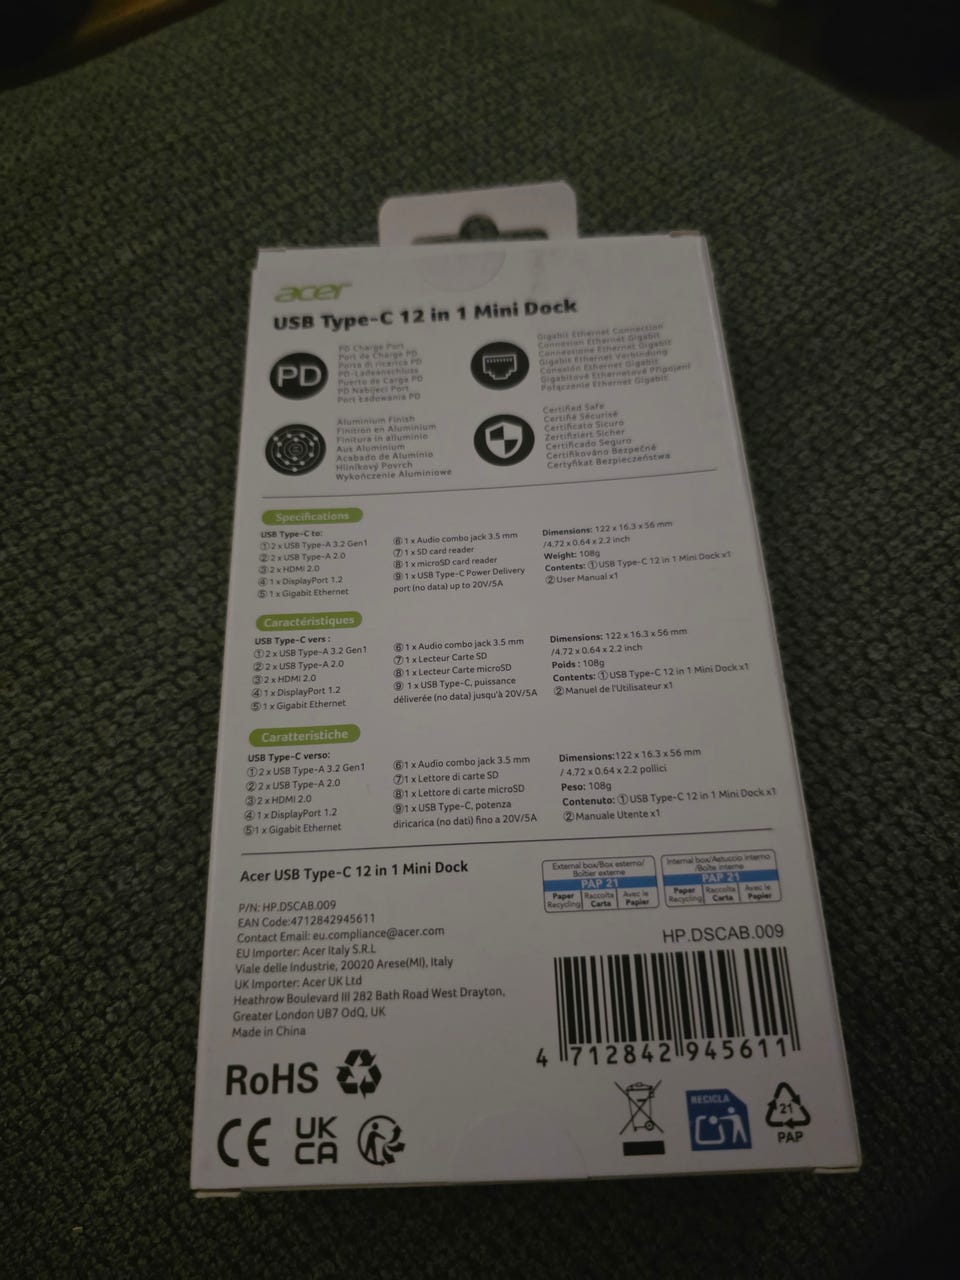 acer
USB Type-C 12 in 1 Mini Dock
PD
PD Charge Port
Port de Charge PD
Porta di ricarica PD
PD-Ladeanschluss
Puerto de Carga PD
PD Nabíjecí Port
Port Ładowania PD
Gigabit Ethernet Connection
Connexion Ethernet Gigabit
Connessione Ethernet Gigabit
Gigabit Ethernet Verbindung
Conexión Ethernet Gigabit
Gigabitové Ethernetové Připojení
Połączenie Ethernet Gigabit
Aluminium Finish
Finition en Aluminium
Finitura in alluminio
Aus Aluminium
Acabado de Aluminio
Hliníkový Povrch
Wykończenie Aluminiowe
Certified Safe
Certifié Sécurisé
Certificato Sicuro
Zertifiziert Sicher
Certificado Seguro
Certifikováno Bezpečné
Certyfikat Bezpieczeństwa
Specifications
USB Type-C to:
① 2 x USB Type-A 3.2 Gen1
② 2 x USB Type-A 2.0
③ 2 x HDMI 2.0
④ 1 x DisplayPort 1.2
⑤ 1 x Gigabit Ethernet
⑥ 1 x Audio combo jack 3.5 mm
⑦ 1 x SD card reader
⑧ 1 x microSD card reader
⑨ 1 x USB Type-C Power Delivery
port (no data) up to 20V/5A
Dimensions: 122 x 16.3 x 56 mm
/4.72 x 0.64 x 2.2 inch
Weight: 108g
Contents: ① USB Type-C 12 in 1 Mini Dock x1
② User Manual x1
Caractéristiques
USB Type-C vers :
① 2 x USB Type-A 3.2 Gen1
② 2 x USB Type-A 2.0
③ 2 x HDMI 2.0
④ 1 x DisplayPort 1.2
⑤ 1 x Gigabit Ethernet
⑥ 1 x Audio combo jack 3.5 mm
⑦ 1 x Lecteur Carte SD
⑧ 1 x Lecteur Carte microSD
⑨ 1 x USB Type-C, puissance
déliverée (no data) jusqu'à 20V/5A
Dimensions: 122 x 16.3 x 56 mm
/4.72 x 0.64 x 2.2 inch
Poids : 108g
Contents: ① USB Type-C 12 in 1 Mini Dock x1
② Manuel de l'Utilisateur x1
Caratteristiche
USB Type-C verso:
① 2 x USB Type-A 3.2 Gen1
② 2 x USB Type-A 2.0
③ 2 x HDMI 2.0
④ 1 x DisplayPort 1.2
⑤ 1 x Gigabit Ethernet
⑥ 1 x Audio combo jack 3.5 mm
⑦ 1 x Lettore di carte SD
⑧ 1 x Lettore di carte microSD
⑨ 1 x USB Type-C, potenza
diricarica (no dati) fino a 20V/5A
Dimensions:122 x 16.3 x 56 mm
/ 4.72 x 0.64 x 2.2 pollici
Peso: 108g
Contenuto: ① USB Type-C 12 in 1 Mini Dock x1
② Manuale Utente x1
Acer USB Type-C 12 in 1 Mini Dock
P/N: HP.DSCAB.009
EAN Code:4712842945611
Contact Email: eu.compliance@acer.com
EU Importer: Acer Italy S.R.L
Viale delle Industrie, 20020 Arese(MI), Italy
UK Importer: Acer UK Ltd
Heathrow Boulevard III 282 Bath Road West Drayton,
Greater London UB7 OdQ, UK
Made in China
External box/Box esterno/
Boîtier externe
PAP 21
Paper Recycling
Raccolta Carta
Avec le Papier
Internal box/Astuccio interno
/Boîte interne
PAP 21
Paper Recycling
Raccolta Carta
Avec le Papier
HP.DSCAB.009
4 712842 945611
RoHS
CE
UK
CA
RECICLA
21
PAP